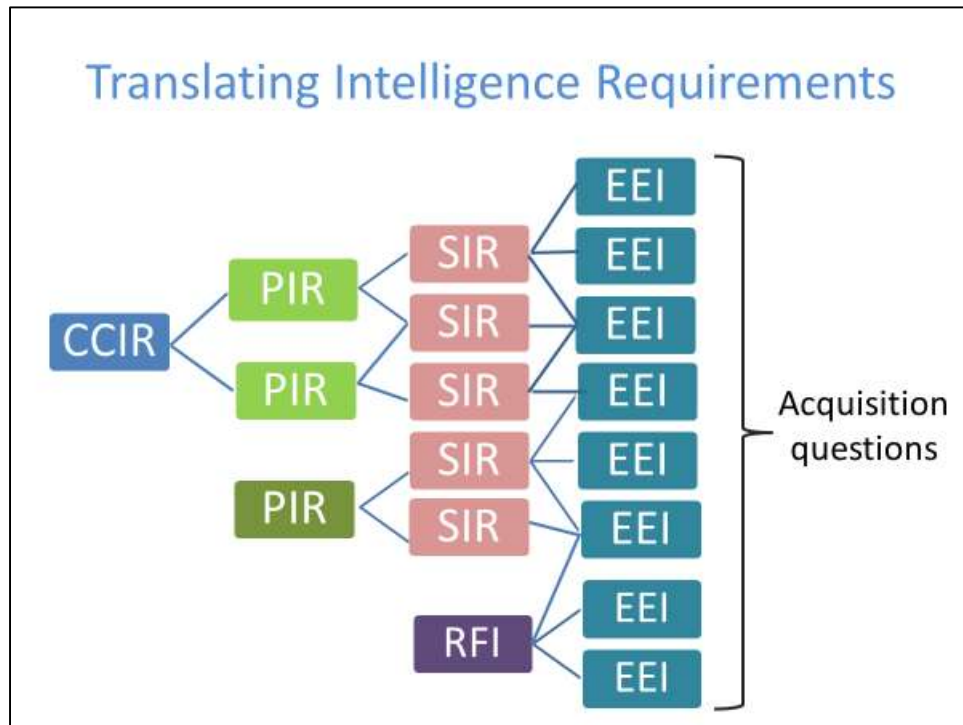 Translating Intelligence Requirements
CCIR
PIR
PIR
PIR
SIR
SIR
SIR
SIR
SIR
RFI
EEI
EEI
EEI
EEI
EEI
EEI
EEI
EEI
Acquisition
questions